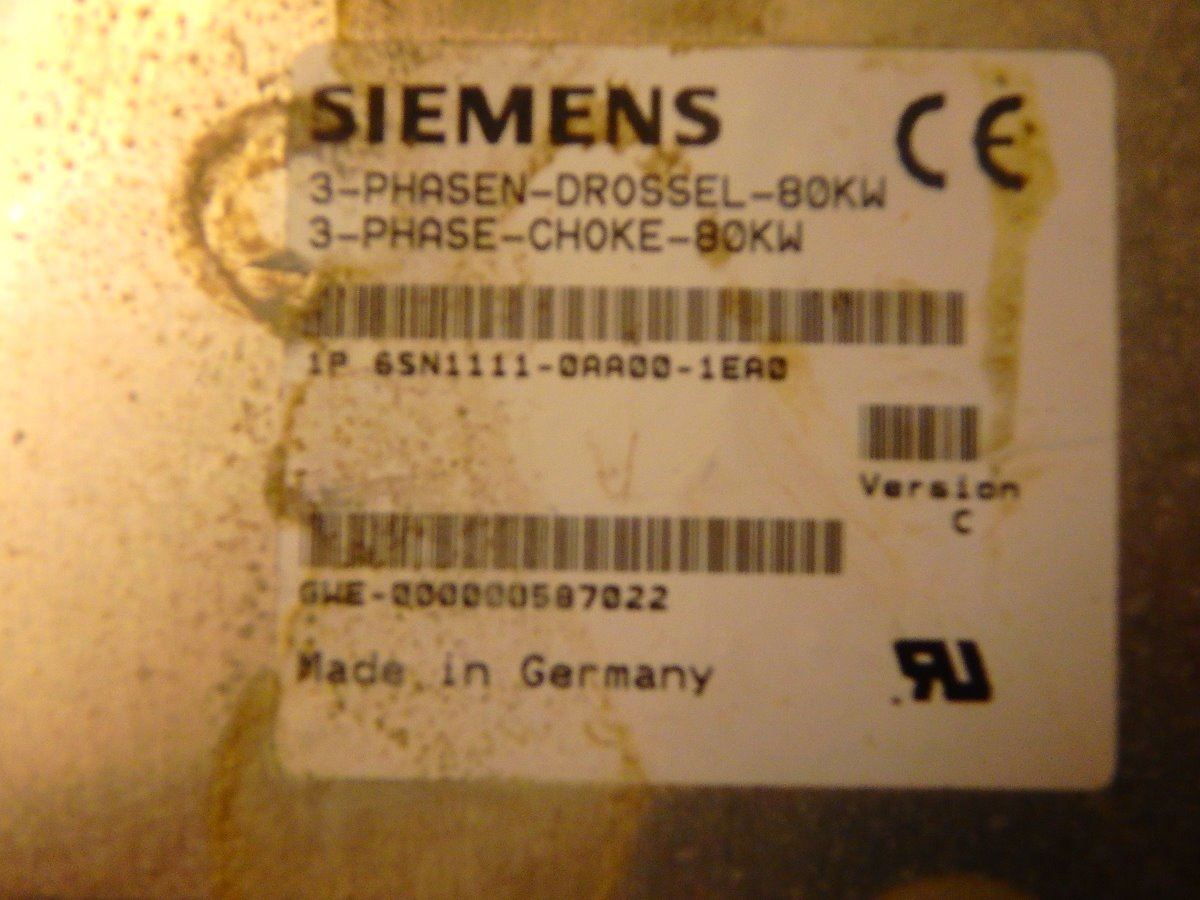 SIEMENS
CE
3-PHASEN-DROSSEL-80KW
3-PHASE-CHOKE-80KW
1P 6SN1111-0AA00-1EA0
Version
C
GWE-000000587022
Made in Germany